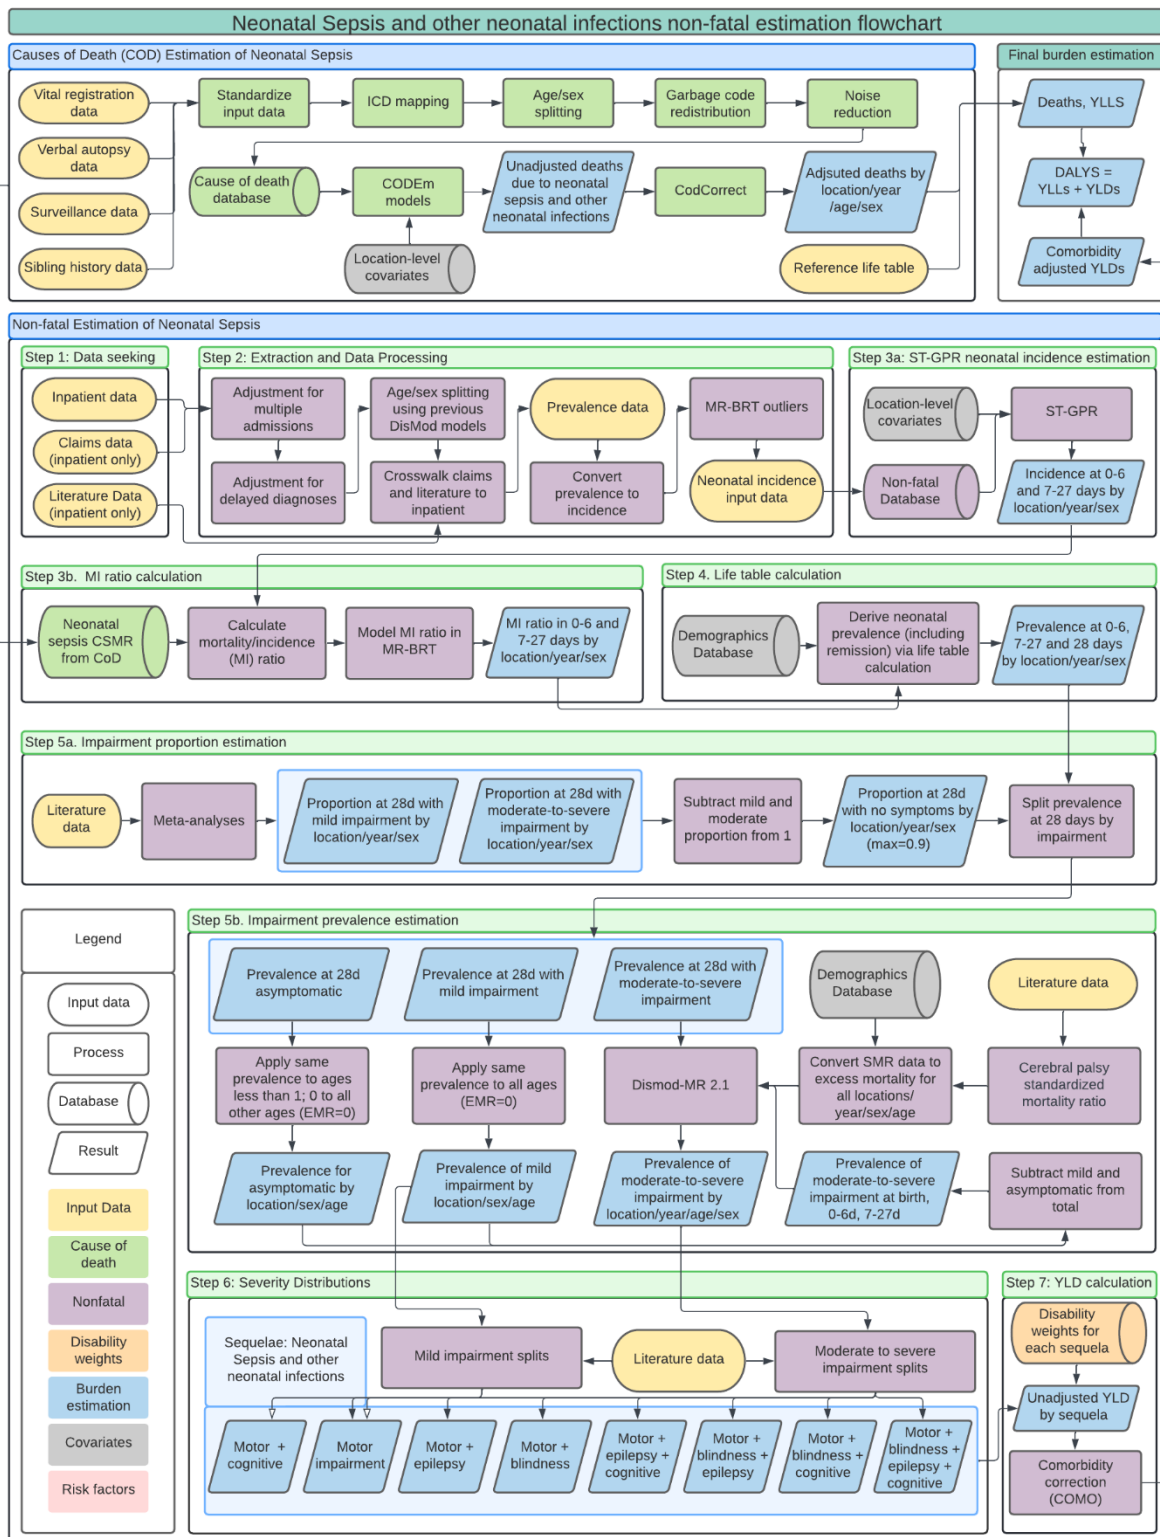 Neonatal Sepsis and other neonatal infections non-fatal estimation flowchart
Causes of Death (COD) Estimation of Neonatal Sepsis
Final burden estimation
Vital registration
data
Standardize
input data
ICD mapping
Age/sex
splitting
Garbage code
redistribution
Noise
reduction
Deaths, YLLS
Verbal autopsy
data
Cause of death
database
CODEm
models
Unadjusted deaths
due to neonatal
sepsis and other
neonatal infections
CodCorrect
Adjsuted deaths by
location/year
/age/sex
DALYS =
YLLs + YLDs
Surveillance data
Sibling history data
Location-level
covariates
Reference life table
Comorbidity
adjusted YLDs
Non-fatal Estimation of Neonatal Sepsis
Step 1: Data seeking
Inpatient data
Claims data
(inpatient only)
Literature Data
(inpatient only)
Step 2: Extraction and Data Processing
Adjustment for
multiple
admissions
Age/sex splitting
using previous
DisMod models
Prevalence data
MR-BRT outliers
Adjustment for
delayed diagnoses
Crosswalk claims
and literature to
inpatient
Convert
prevalence to
incidence
Neonatal incidence
input data
Step 3a: ST-GPR neonatal incidence estimation
Location-level
covariates
ST-GPR
Non-fatal
Database
Incidence at 0-6
and 7-27 days by
location/year/sex
Step 3b.  MI ratio calculation
Neonatal
sepsis CSMR
from CoD
Calculate
mortality/incidence
(MI) ratio
Model MI ratio in
MR-BRT
MI ratio in 0-6 and
7-27 days by
location/year/sex
Step 4. Life table calculation
Demographics
Database
Derive neonatal
prevalence (including
remission) via life table
calculation
Prevalence at 0-6,
7-27 and 28 days
by location/year/sex
Step 5a. Impairment proportion estimation
Literature
data
Meta-analyses
Proportion at 28d with
mild impairment by
location/year/sex
Proportion at 28d with
moderate-to-severe
impairment by
location/year/sex
Subtract mild and
moderate
proportion from 1
Proportion at 28d
with no symptoms by
location/year/sex
(max=0.9)
Split prevalence
at 28 days by
impairment
Legend
Input data
Process
Database
Result
Input Data
Cause of
death
Nonfatal
Disability
weights
Burden
estimation
Covariates
Risk factors
Step 5b. Impairment prevalence estimation
Prevalence at 28d
asymptomatic
Prevalence at 28d with
mild impairment
Prevalence at 28d with
moderate-to-severe
impairment
Demographics
Database
Literature data
Apply same
prevalence to ages
less than 1; 0 to all
other ages (EMR=0)
Apply same
prevalence to all ages
(EMR=0)
Dismod-MR 2.1
Convert SMR data to
excess mortality for
all locations/
year/sex/age
Cerebral palsy
standardized
mortality ratio
Prevalence for
asymptomatic by
location/sex/age
Prevalence of mild
impairment by
location/sex/age
Prevalence of
moderate-to-severe
impairment by
location/year/age/sex
Prevalence of
moderate-to-severe
impairment at birth,
0-6d, 7-27d
Subtract mild and
asymptomatic from
total
Step 6: Severity Distributions
Sequelae: Neonatal
Sepsis and other
neonatal infections
Mild impairment splits
Literature data
Moderate to severe
impairment splits
Motor +
cognitive
Motor
impairment
Motor +
epilepsy
Motor +
blindness
Motor +
epilepsy +
cognitive
Motor +
blindness +
epilepsy
Motor +
blindness +
cognitive
Motor +
blindness +
epilepsy +
cognitive
Step 7: YLD calculation
Disability
weights for
each sequela
Unadjusted YLD
by sequela
Comorbidity
correction
(COMO)